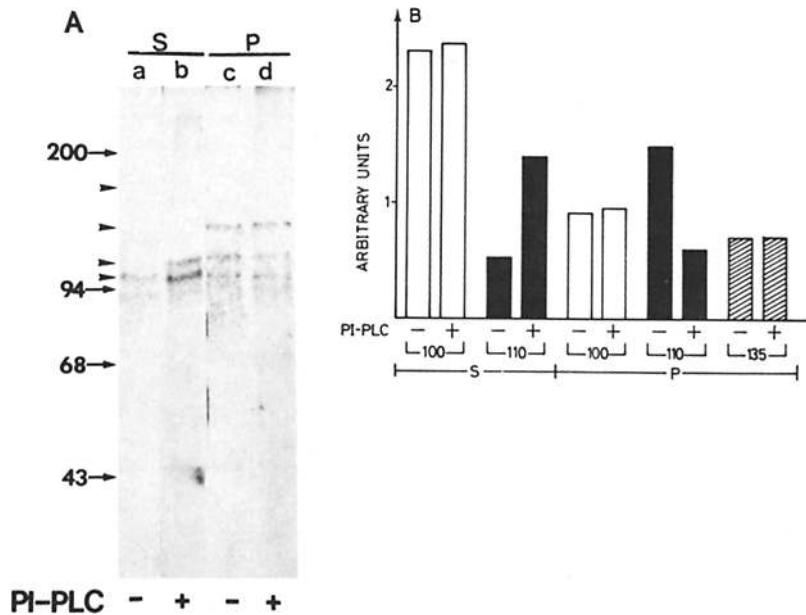 A
S P
a b c d
200
94
68
43
PI-PLC - + - +
B
ARBITRARY UNITS
2
1
PI-PLC - + - + - + - + - +
100 110 100 110 135
S P